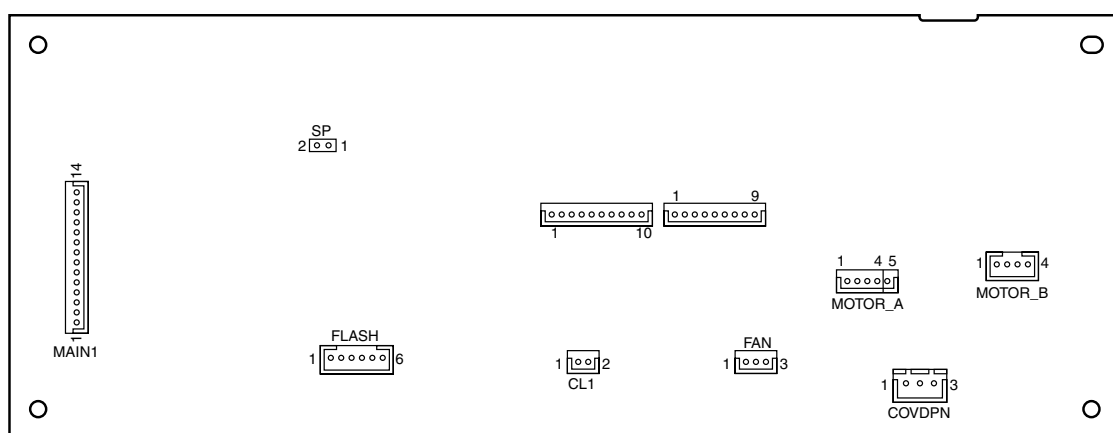 SP
2 1
14
1 9
1 10
1 4 5
1 4
MOTOR_B
MOTOR_A
1
MAIN1
FLASH
1 6
1 2
CL1
FAN
1 3
1 3
COVDPN